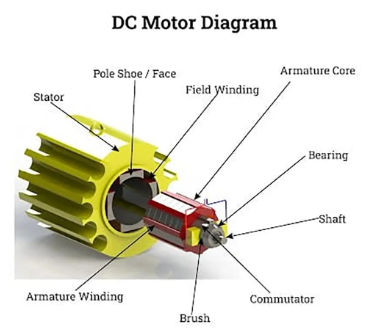 DC Motor Diagram
Pole Shoe / Face
Armature Core
Stator
Field Winding
Bearing
Shaft
Armature Winding
Commutator
Brush